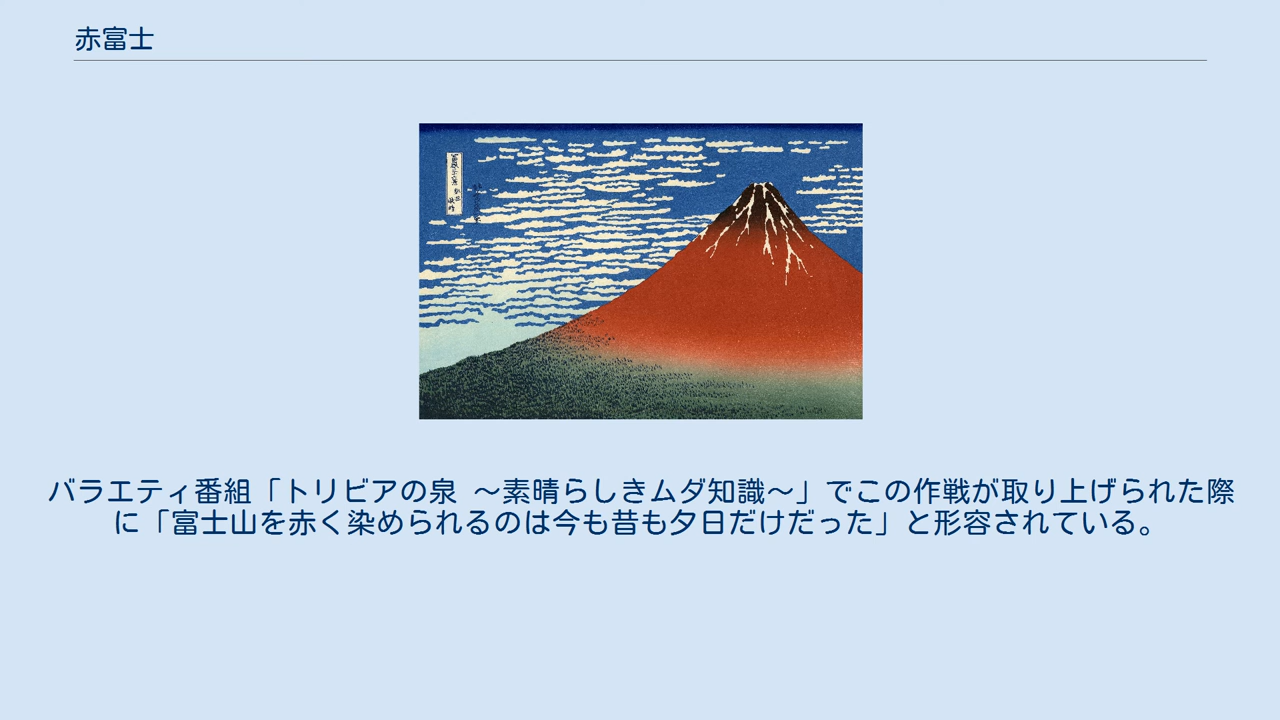 赤富士
バラエティ番組「トリビアの泉 〜素晴らしきムダ知識〜」でこの作戦が取り上げられた際
に「富士山を赤く染められるのは今も昔も夕日だけだった」と形容されている。